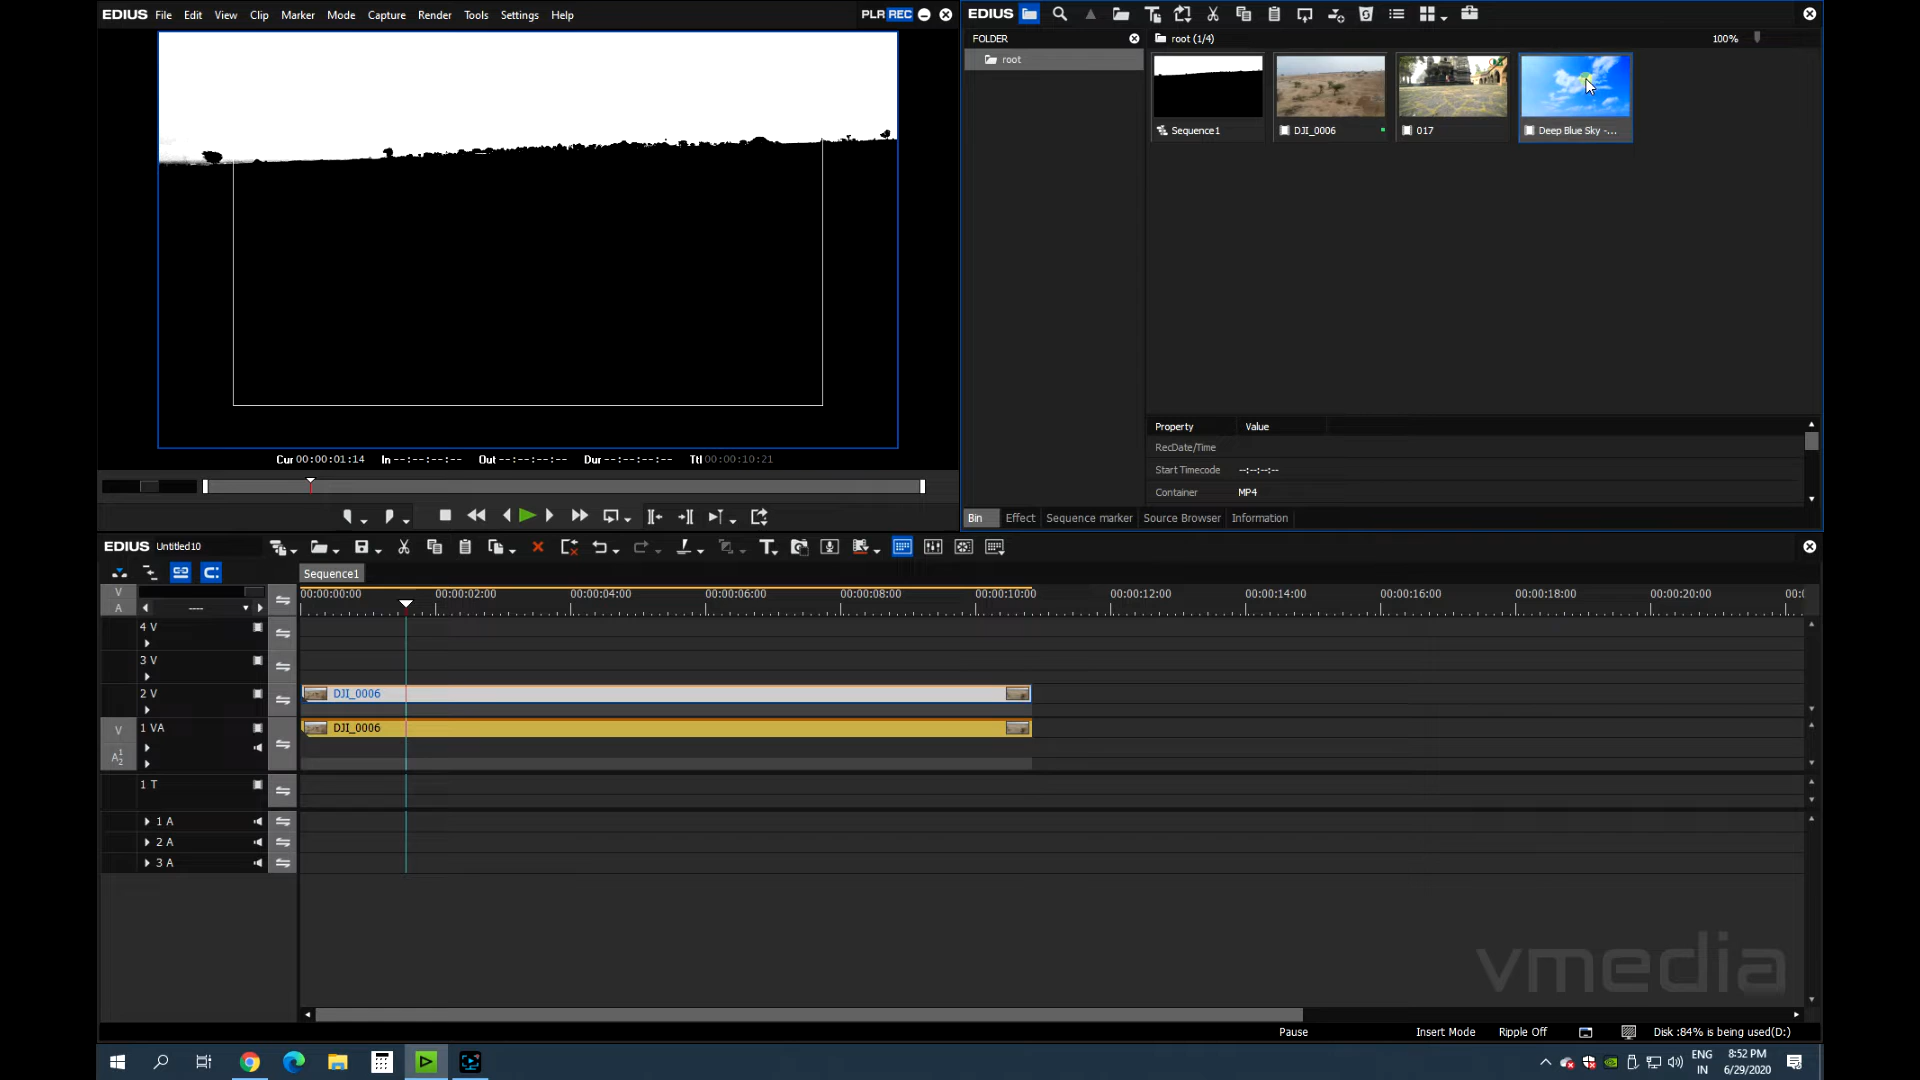 EDIUS File Edit View Clip Marker Mode Capture Render Tools Settings Help PLR REC
EDIUS
FOLDER
root (1/4)
100%
root
Sequence1
DJI_0006
017
Deep Blue Sky -...
Property Value
RecDate/Time
Start Timecode --:--:--:--
Container MP4
Cur 00:00:01:14 In --:--:--:-- Out --:--:--:-- Dur --:--:--:-- Ttl 00:00:10:21
Bin Effect Sequence marker Source Browser Information
EDIUS Untitled10
Sequence1
V
A
----
00:00:00:00 00:00:02:00 00:00:04:00 00:00:06:00 00:00:08:00 00:00:10:00 00:00:12:00 00:00:14:00 00:00:16:00 00:00:18:00 00:00:20:00
4 V
3 V
2 V DJI_0006
V 1 VA DJI_0006
A1
2
1 T
1 A
2 A
3 A
vmedia
Pause Insert Mode Ripple Off Disk :84% is being used(D:)
ENG
IN
8:52 PM
6/29/2020